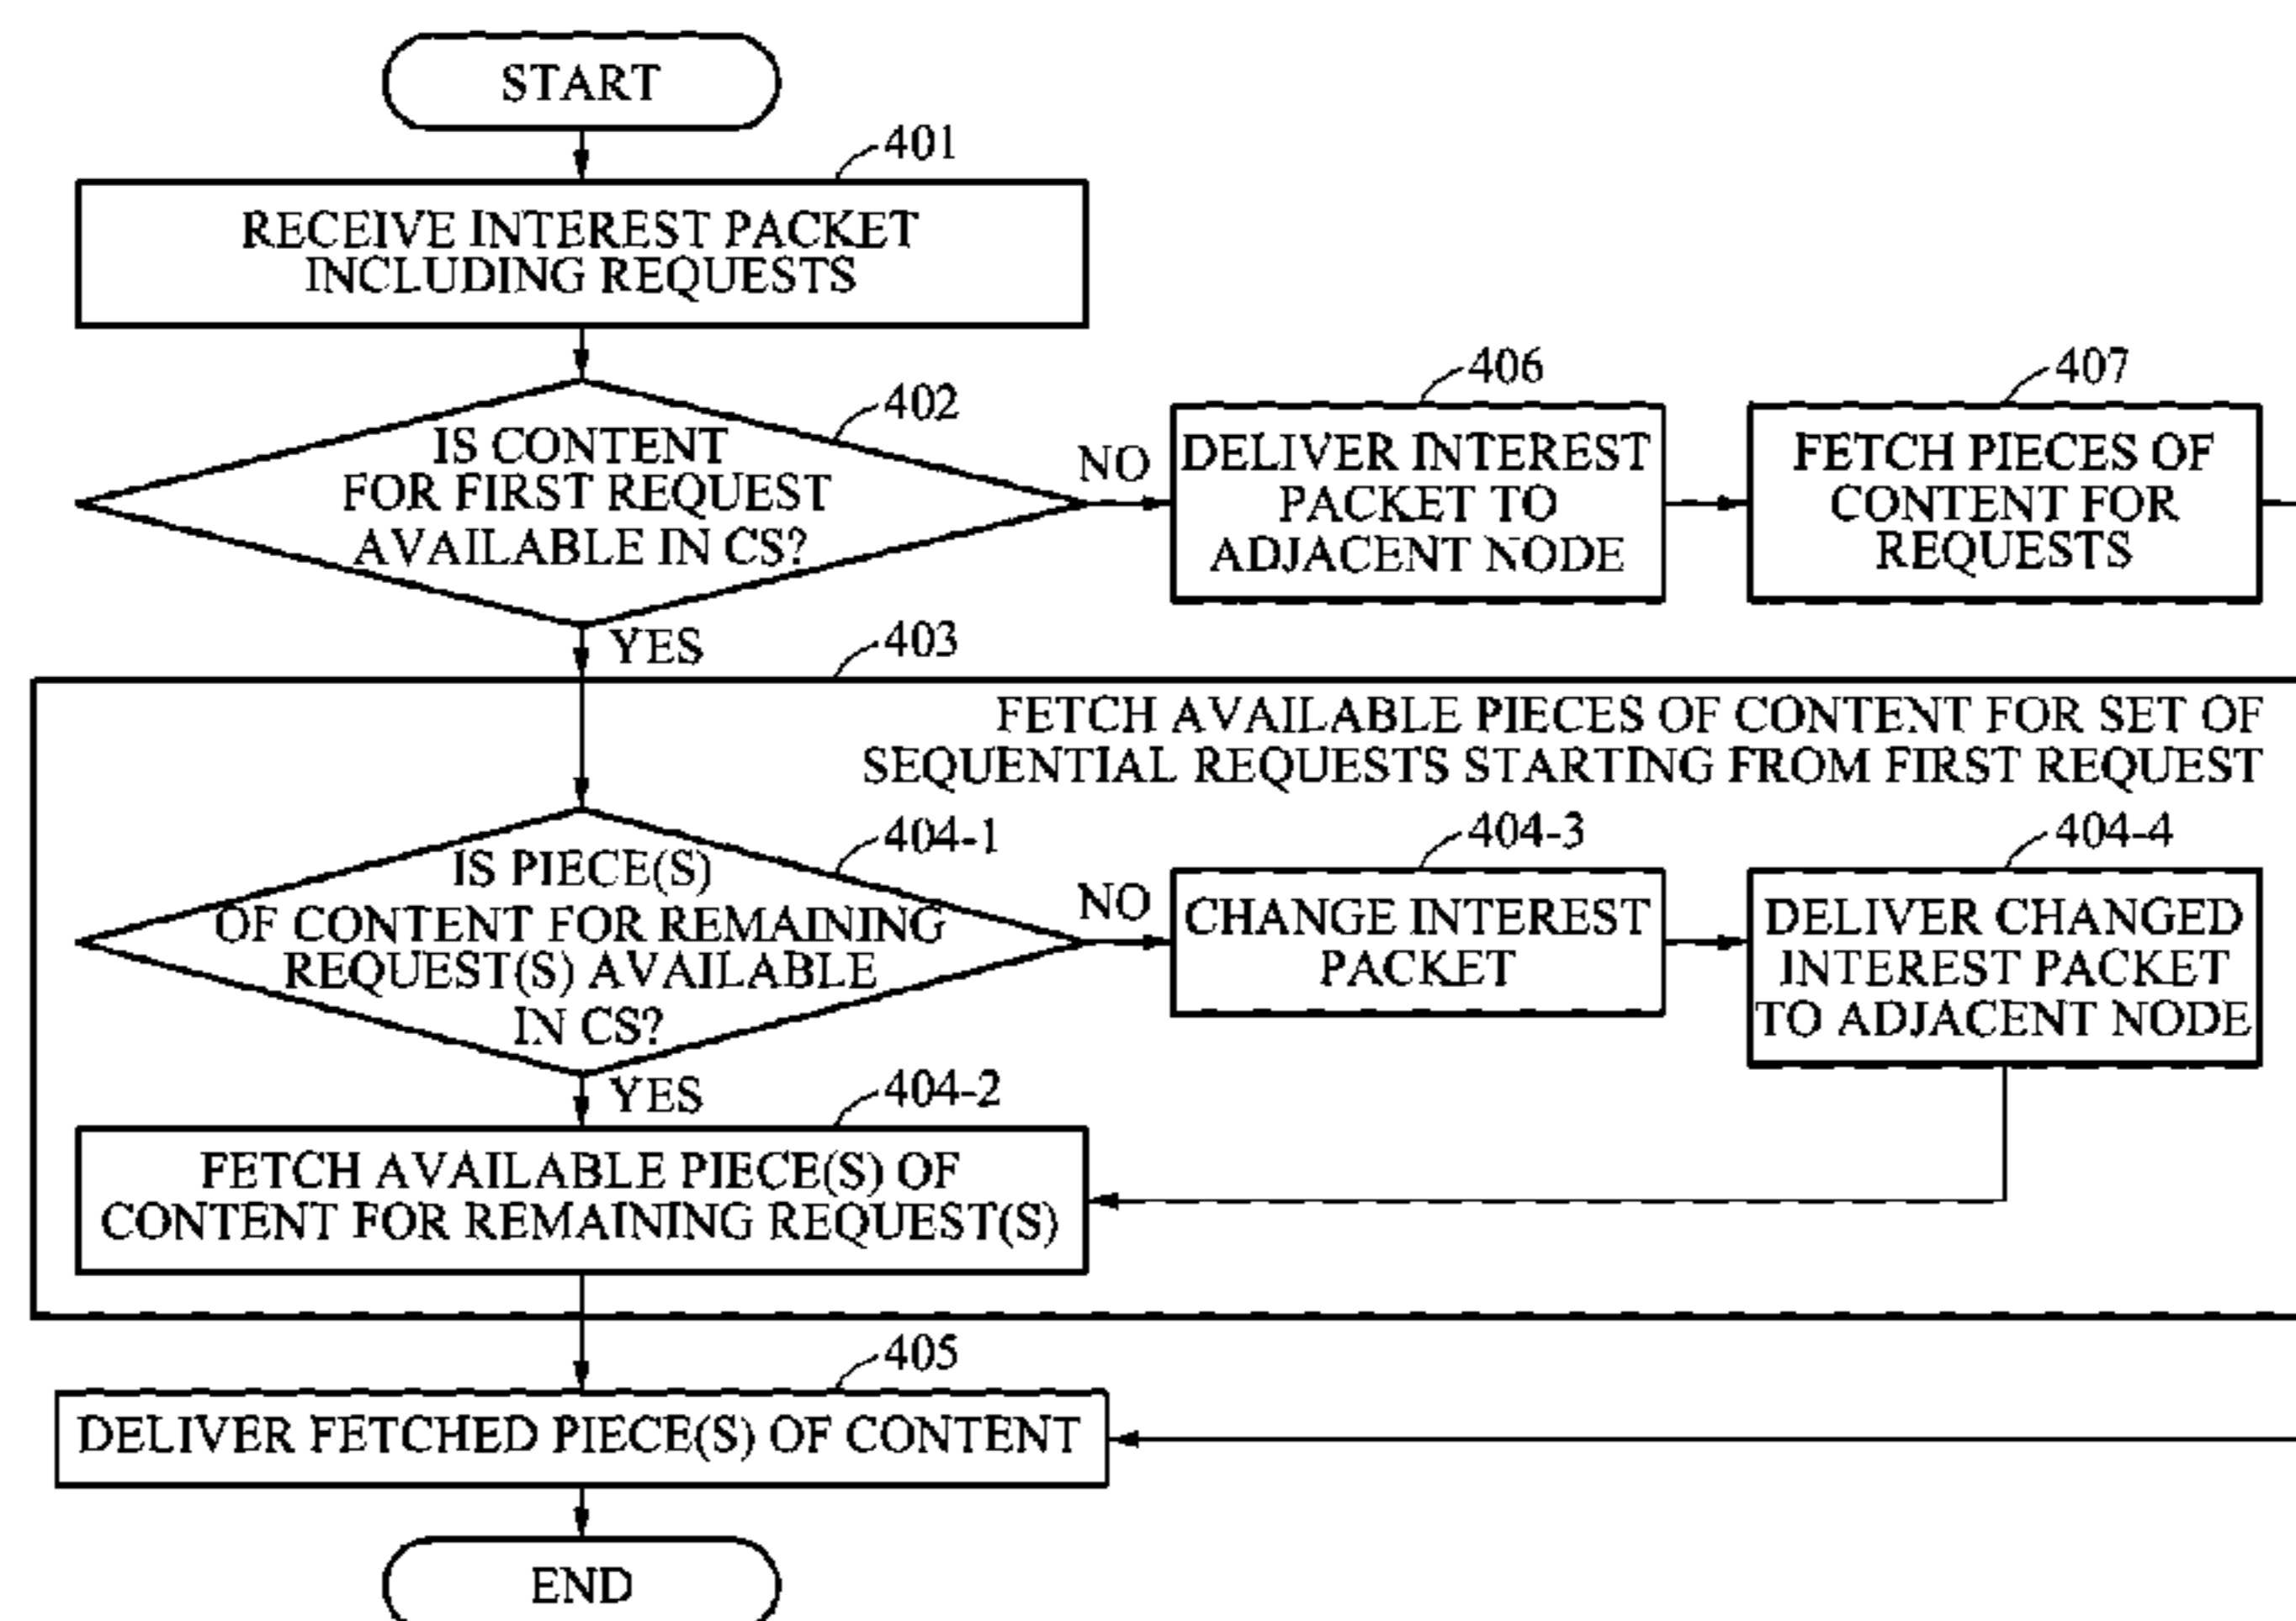 START
401
RECEIVE INTEREST PACKET
INCLUDING REQUESTS
402
IS CONTENT
FOR FIRST REQUEST
AVAILABLE IN CS?
NO
406
DELIVER INTEREST
PACKET TO
ADJACENT NODE
407
FETCH PIECES OF
CONTENT FOR
REQUESTS
YES
403
FETCH AVAILABLE PIECES OF CONTENT FOR SET OF
SEQUENTIAL REQUESTS STARTING FROM FIRST REQUEST
404-1
IS PIECE(S)
OF CONTENT FOR REMAINING
REQUEST(S) AVAILABLE
IN CS?
NO
404-3
CHANGE INTEREST
PACKET
404-4
DELIVER CHANGED
INTEREST PACKET
TO ADJACENT NODE
YES
404-2
FETCH AVAILABLE PIECE(S) OF
CONTENT FOR REMAINING REQUEST(S)
405
DELIVER FETCHED PIECE(S) OF CONTENT
END